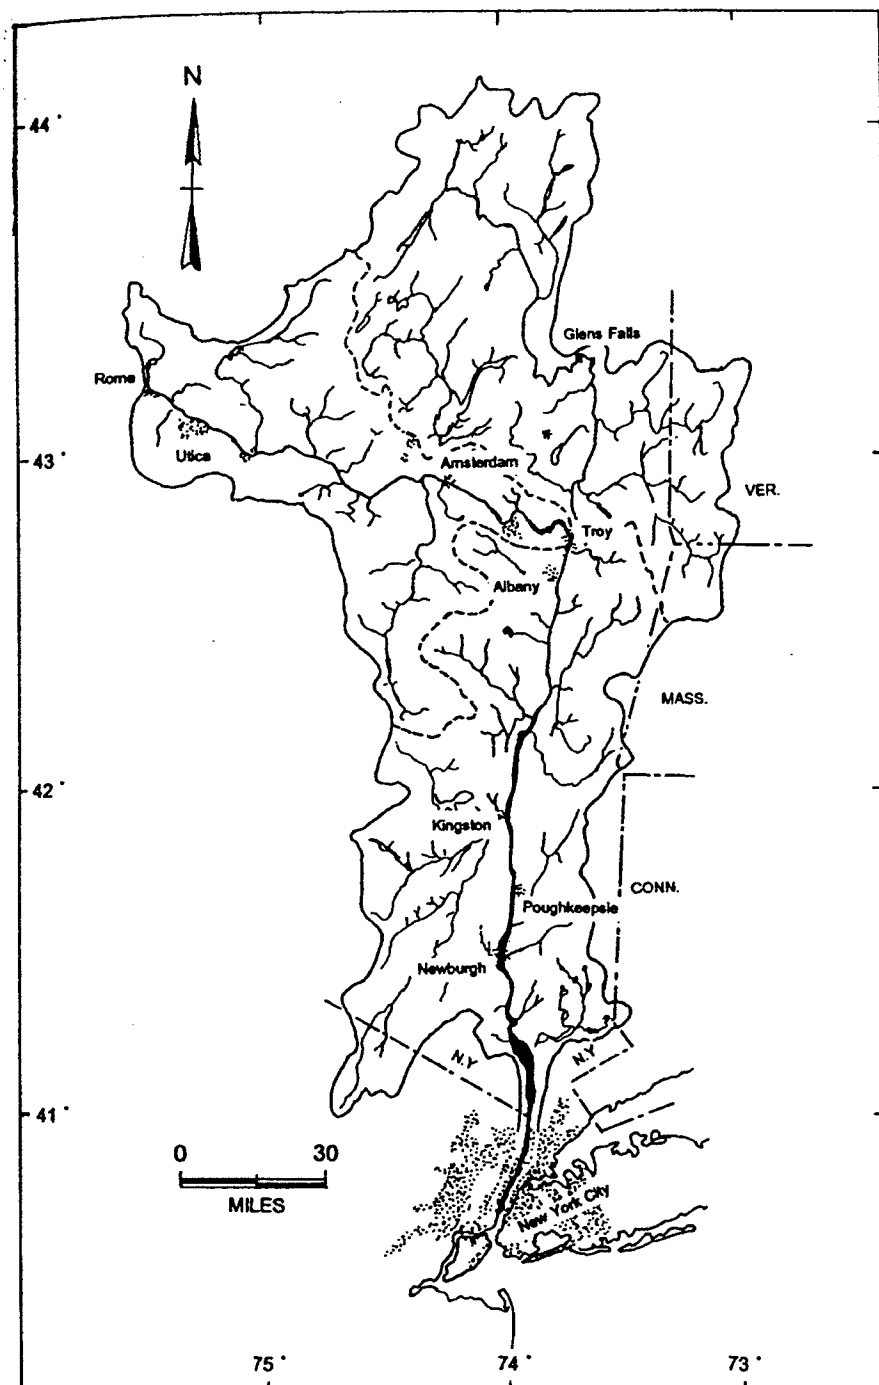 N
44°
Glens Falls
Rome
Utica
43°
Amsterdam
VER.
Troy
Albany
MASS.
42°
Kingston
CONN.
Poughkeepsie
Newburgh
N.Y
N.Y
41°
0 30
MILES
New York City
75° 74° 73°